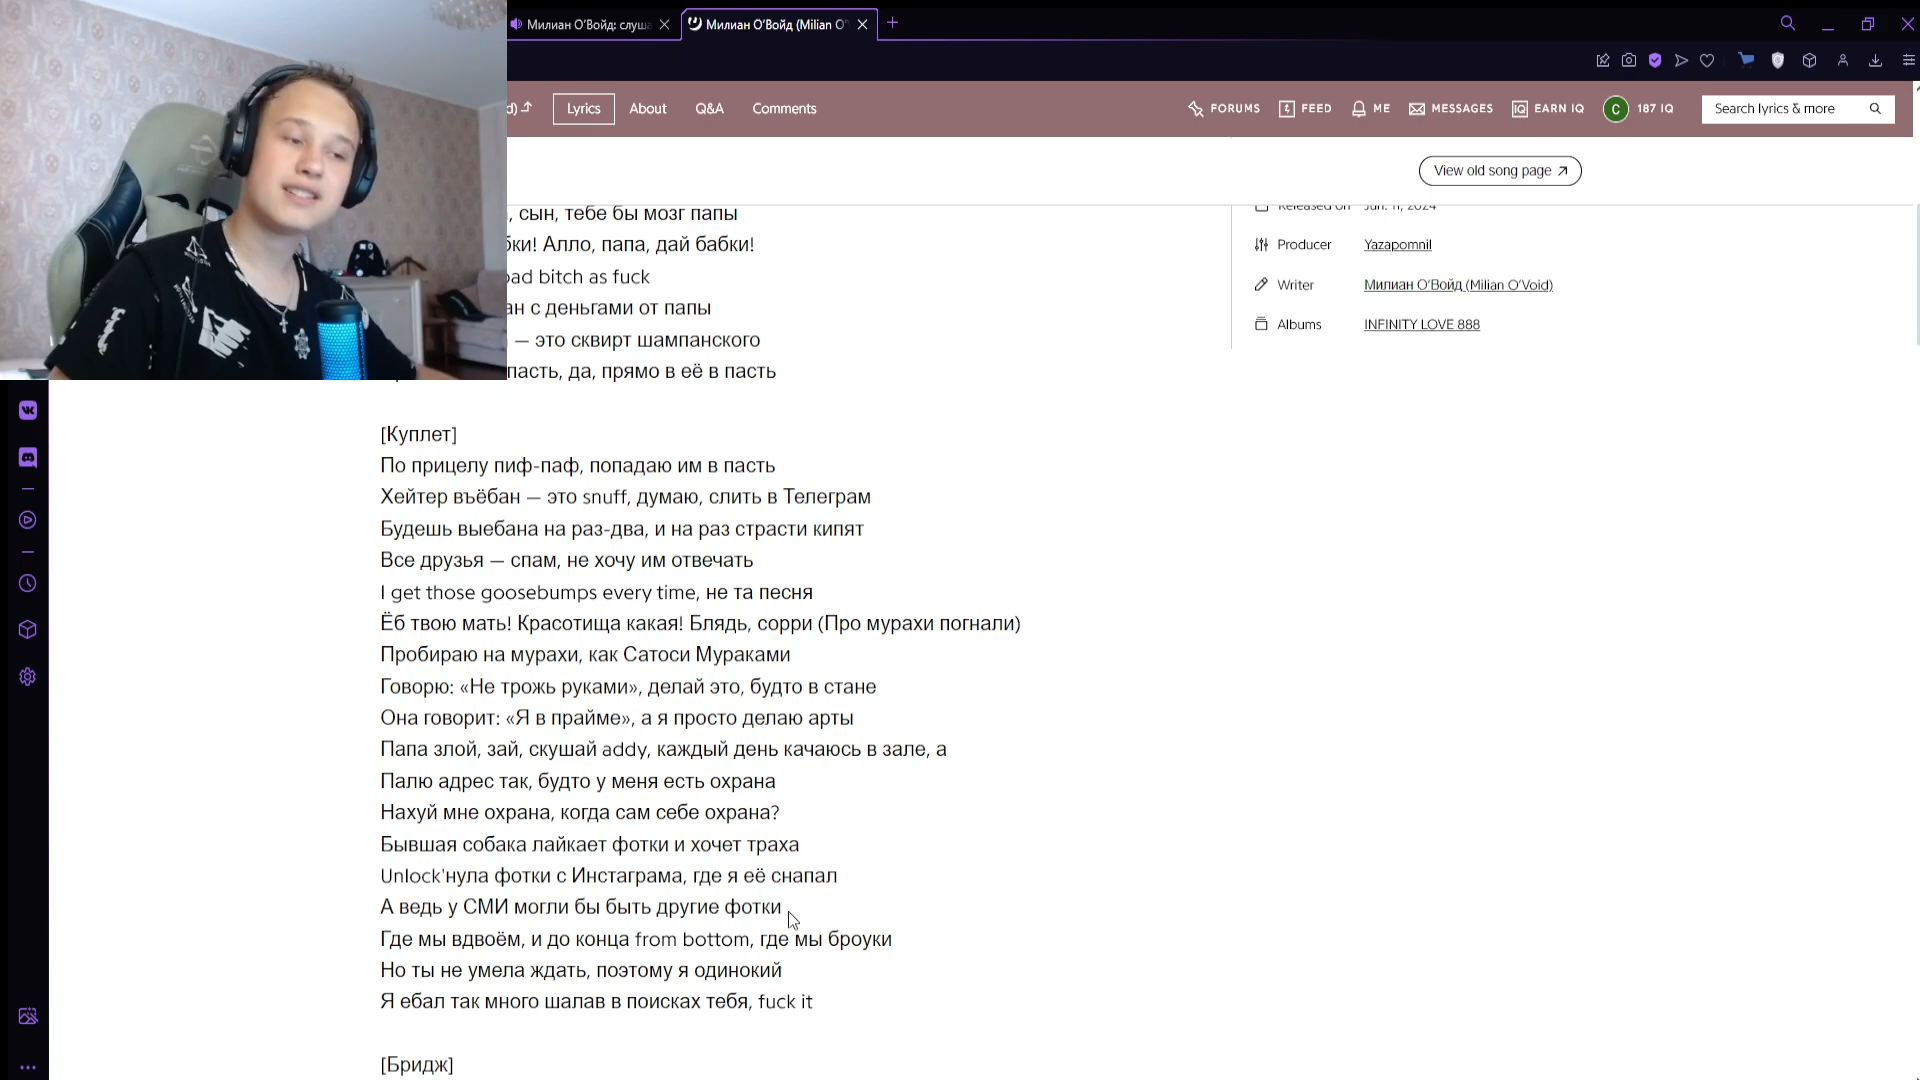 Милиан О'Войд: слуша
Милиан О'Войд (Milian O'
d)
Lyrics
About
Q&A
Comments
FORUMS
FEED
ME
MESSAGES
EARN IQ
C
187 IQ
Search lyrics & more
View old song page
, сын, тебе бы мозг папы
бки! Алло, папа, дай бабки!
bad bitch as fuck
ан с деньгами от папы
— это сквирт шампанского
пасть, да, прямо в её в пасть
Released on Jun. 11, 2024
Producer Yazapomnil
Writer Милиан О'Войд (Milian O'Void)
Albums INFINITY LOVE 888
[Куплет]
По прицелу пиф-паф, попадаю им в пасть
Хейтер въёбан — это snuff, думаю, слить в Телеграм
Будешь выебана на раз-два, и на раз страсти кипят
Все друзья — спам, не хочу им отвечать
I get those goosebumps every time, не та песня
Ёб твою мать! Красотища какая! Блядь, сорри (Про мурахи погнали)
Пробираю на мурахи, как Сатоси Мураками
Говорю: «Не трожь руками», делай это, будто в стане
Она говорит: «Я в прайме», а я просто делаю арты
Папа злой, зай, скушай addy, каждый день качаюсь в зале, а
Палю адрес так, будто у меня есть охрана
Нахуй мне охрана, когда сам себе охрана?
Бывшая собака лайкает фотки и хочет траха
Unlock'нула фотки с Инстаграма, где я её снапал
А ведь у СМИ могли бы быть другие фотки
Где мы вдвоём, и до конца from bottom, где мы броуки
Но ты не умела ждать, поэтому я одинокий
Я ебал так много шалав в поисках тебя, fuck it
[Бридж]